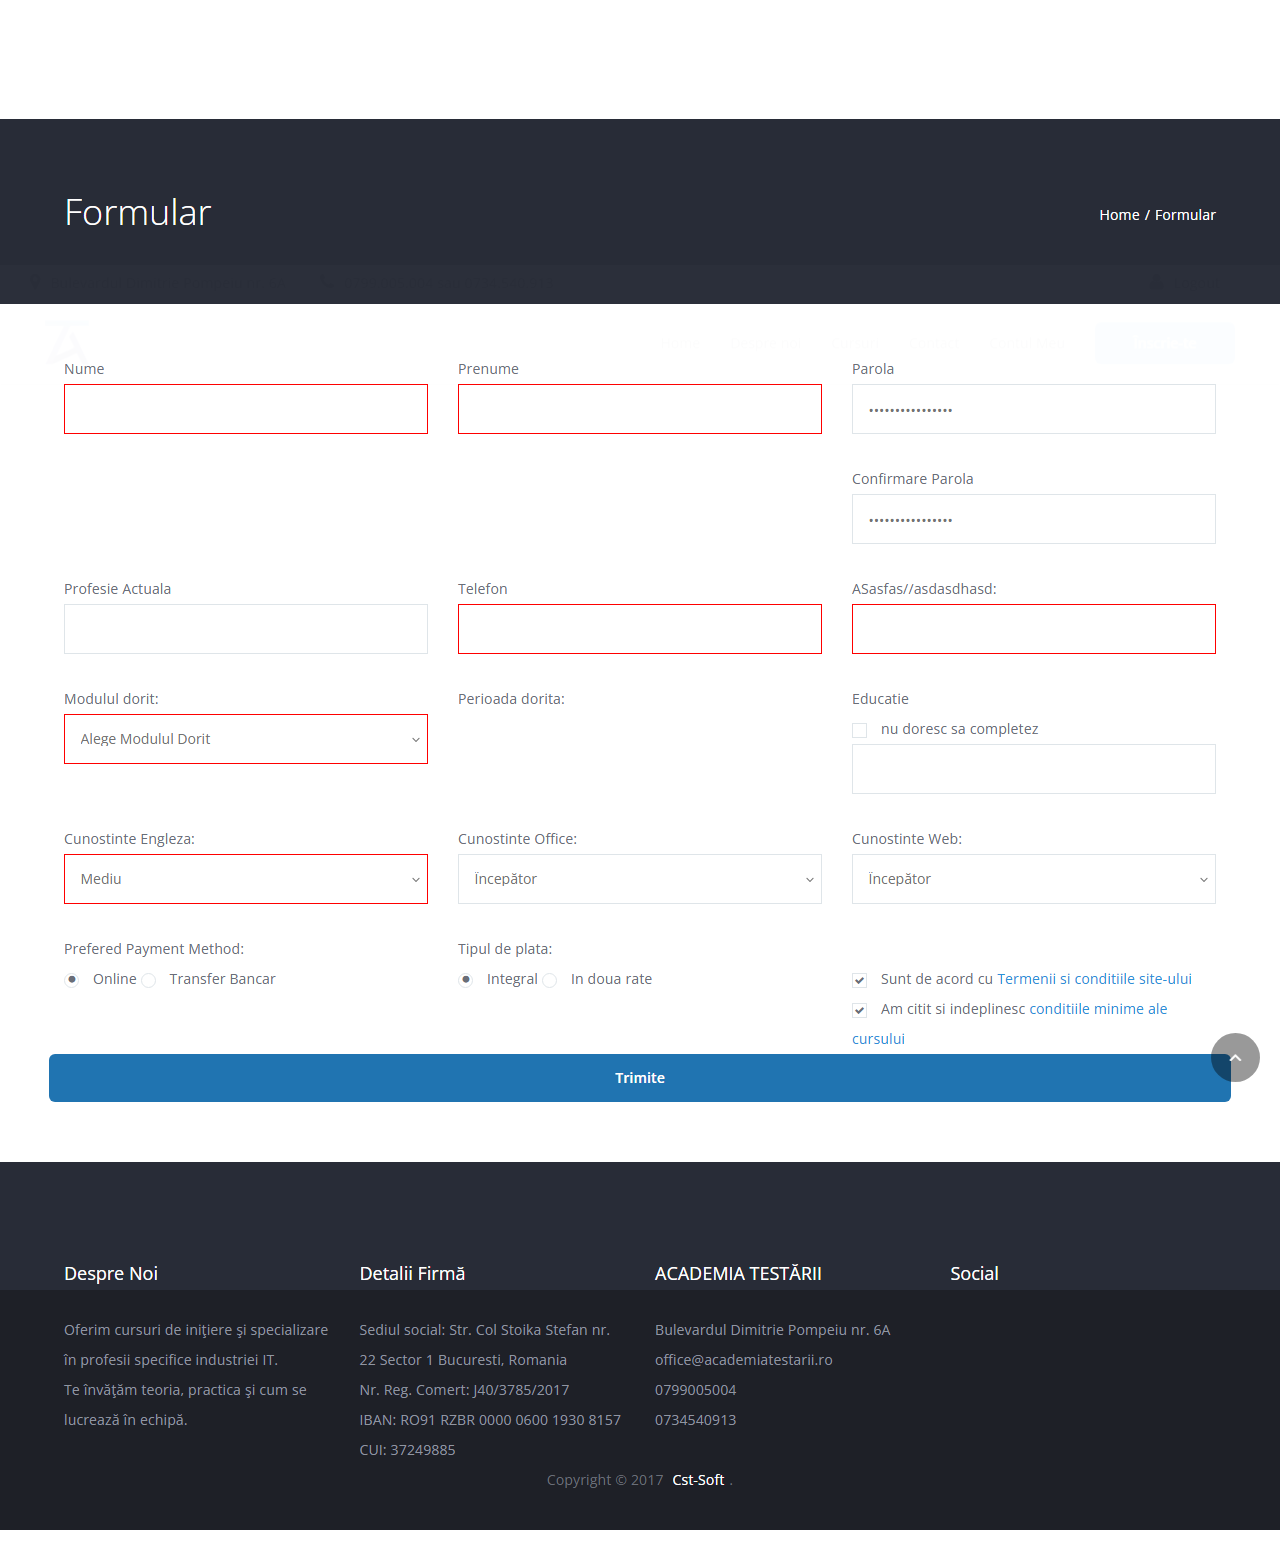 Formular
Home / Formular
Nume
Prenume
Parola
••••••••••••••••
Confirmare Parola
••••••••••••••••
Profesie Actuala
Telefon
ASasfas//asdasdhasd:
Modulul dorit:
Perioada dorita:
Educatie
Alege Modulul Dorit
nu doresc sa completez
Cunostinte Engleza:
Cunostinte Office:
Cunostinte Web:
Mediu
Începător
Începător
Prefered Payment Method:
Tipul de plata:
Online Transfer Bancar
Integral In doua rate
Sunt de acord cu Termenii si conditiile site-ului
Am citit si indeplinesc conditiile minime ale
cursului
Trimite
Despre Noi
Oferim cursuri de inițiere și specializare
în profesii specifice industriei IT.
Te învățăm teoria, practica și cum se
lucrează în echipă.
Detalii Firmă
Sediul social: Str. Col Stoika Stefan nr.
22 Sector 1 Bucuresti, Romania
Nr. Reg. Comert: J40/3785/2017
IBAN: RO91 RZBR 0000 0600 1930 8157
CUI: 37249885
ACADEMIA TESTĂRII
Bulevardul Dimitrie Pompeiu nr. 6A
office@academiatestarii.ro
0799005004
0734540913
Social
Copyright © 2017 Cst-Soft .